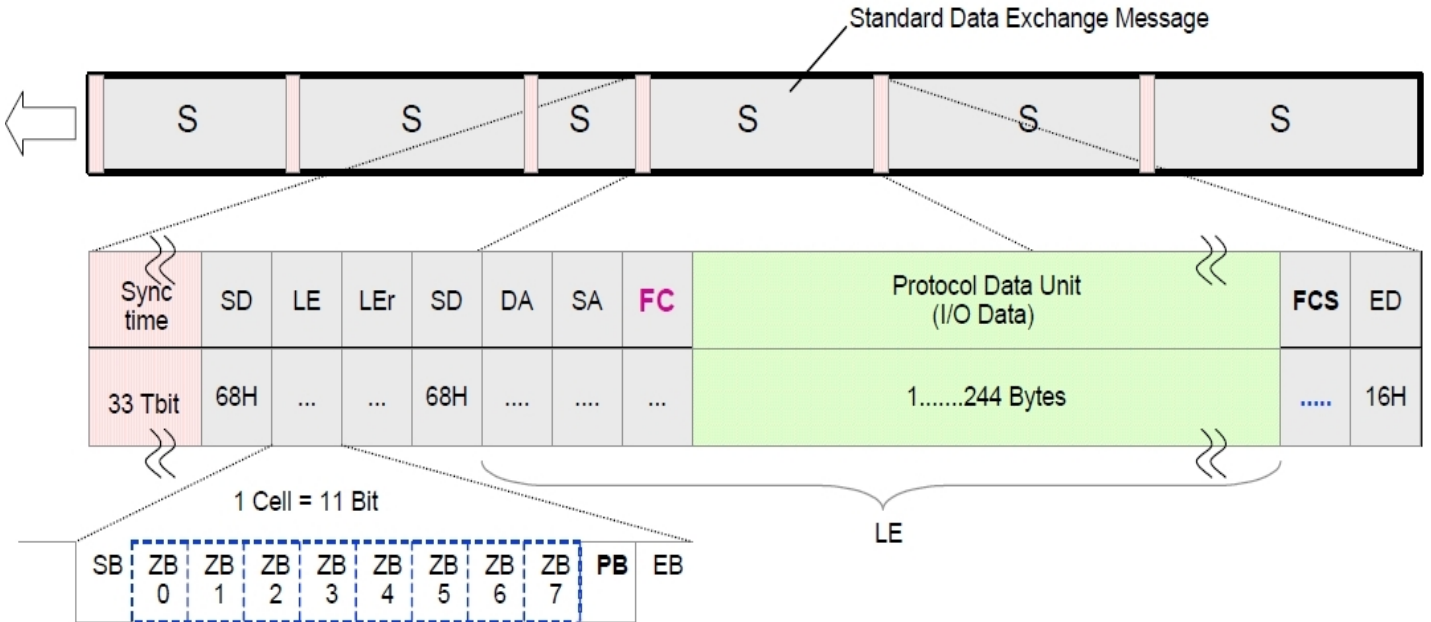 Standard Data Exchange Message
S S S S S S
Sync time SD LE LEr SD DA SA FC Protocol Data Unit (I/O Data) FCS ED
33 Tbit 68H ... ... 68H .... .... ... 1.......244 Bytes ..... 16H
1 Cell = 11 Bit
LE
SB ZB 0 ZB 1 ZB 2 ZB 3 ZB 4 ZB 5 ZB 6 ZB 7 PB EB